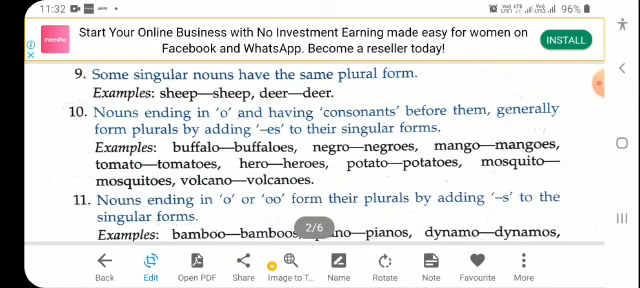 11:32
96%
meesho
Start Your Online Business with No Investment Earning made easy for women on
Facebook and WhatsApp. Become a reseller today!
INSTALL
9. Some singular nouns have the same plural form.
Examples: sheep—sheep, deer—deer.
10. Nouns ending in 'o' and having 'consonants' before them, generally
form plurals by adding '–es' to their singular forms.
Examples: buffalo—buffaloes, negro—negroes, mango—mangoes,
tomato—tomatoes, hero—heroes, potato—potatoes, mosquito—
mosquitoes, volcano—volcanoes.
11. Nouns ending in 'o' or 'oo' form their plurals by adding '–s' to the
singular forms.
2/6
Examples: bamboo—bamboos, no—pianos, dynamo—dynamos,
Back Edit Open PDF Share Image to T... Name Rotate Note Favourite More